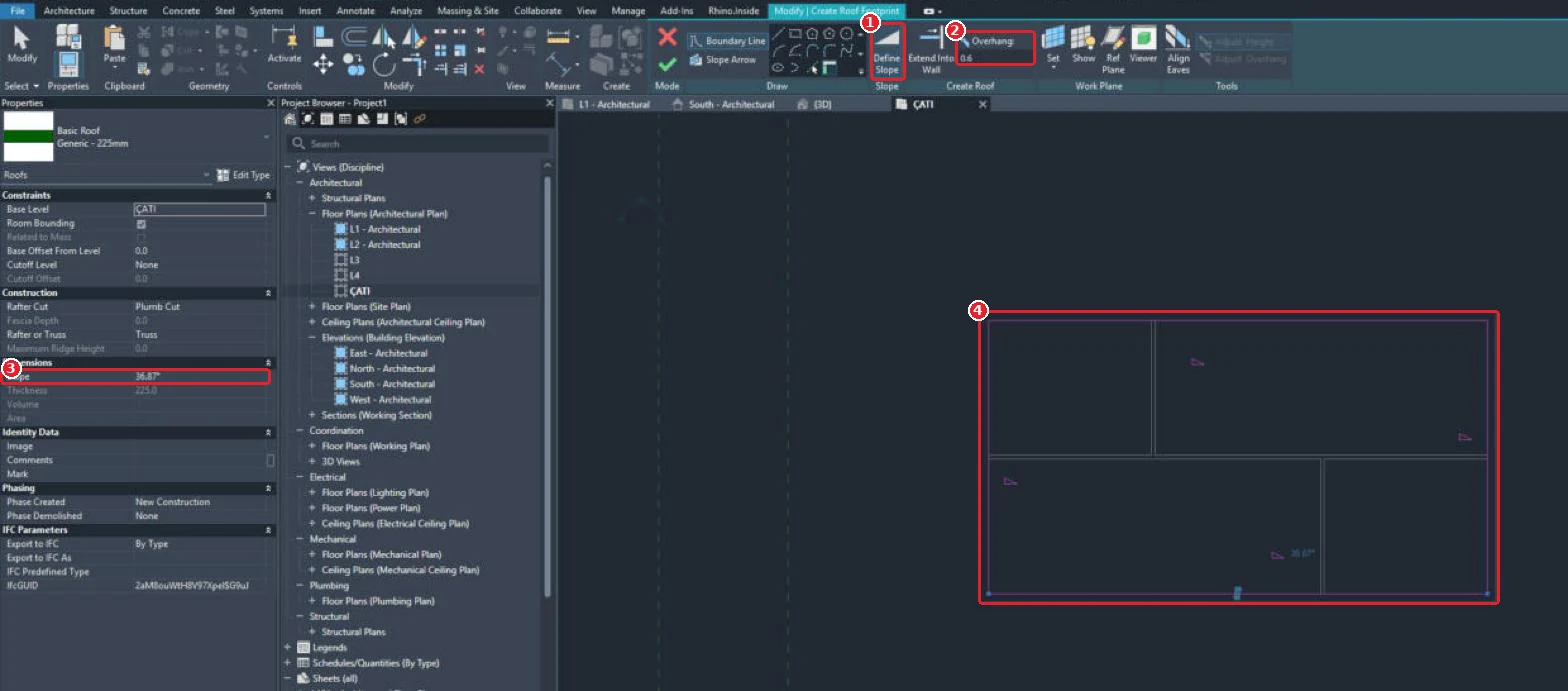 File Architecture Structure Concrete Steel Systems Insert Annotate Analyze Massing & Site Collaborate View Manage Add-Ins Rhino.Inside Modify | Create Roof Footprint
1
2
Modify
Paste
Activate
Boundary Line
Slope Arrow
Define
Slope
Extend Into
Wall
Overhang:
0.6
Set
Show
Ref
Plane
Viewer
Align
Eaves
Adjust Height
Adjust Overhang
Select Properties Clipboard Geometry Controls Modify View Measure Create Mode Draw Slope Create Roof Work Plane Tools
Properties
Basic Roof
Generic - 225mm
Roofs
Edit Type
Constraints
Base Level ÇATI
Room Bounding
Related to Mass
Base Offset From Level 0.0
Cutoff Level None
Cutoff Offset 0.0
Construction
Rafter Cut Plumb Cut
Fascia Depth 0.0
Rafter or Truss Truss
Maximum Ridge Height 0.0
3
36.87°
Thickness 225.0
Volume
Area
Identity Data
Image
Comments
Mark
Phasing
Phase Created New Construction
Phase Demolished None
IFC Parameters
Export to IFC By Type
Export to IFC As
IFC Predefined Type
IfcGUID
Project Browser - Project1
Search
Views (Discipline)
Architectural
Structural Plans
Floor Plans (Architectural Plan)
L1 - Architectural
L2 - Architectural
L3
L4
ÇATI
Floor Plans (Site Plan)
Ceiling Plans (Architectural Ceiling Plan)
Elevations (Building Elevation)
East - Architectural
North - Architectural
South - Architectural
West - Architectural
Sections (Working Section)
Coordination
Floor Plans (Working Plan)
3D Views
Electrical
Floor Plans (Lighting Plan)
Floor Plans (Power Plan)
Ceiling Plans (Electrical Ceiling Plan)
Mechanical
Floor Plans (Mechanical Plan)
Ceiling Plans (Mechanical Ceiling Plan)
Plumbing
Floor Plans (Plumbing Plan)
Structural
Structural Plans
Legends
Schedules/Quantities (By Type)
Sheets (all)
L1 - Architectural South - Architectural {3D} ÇATI
4
36.87°